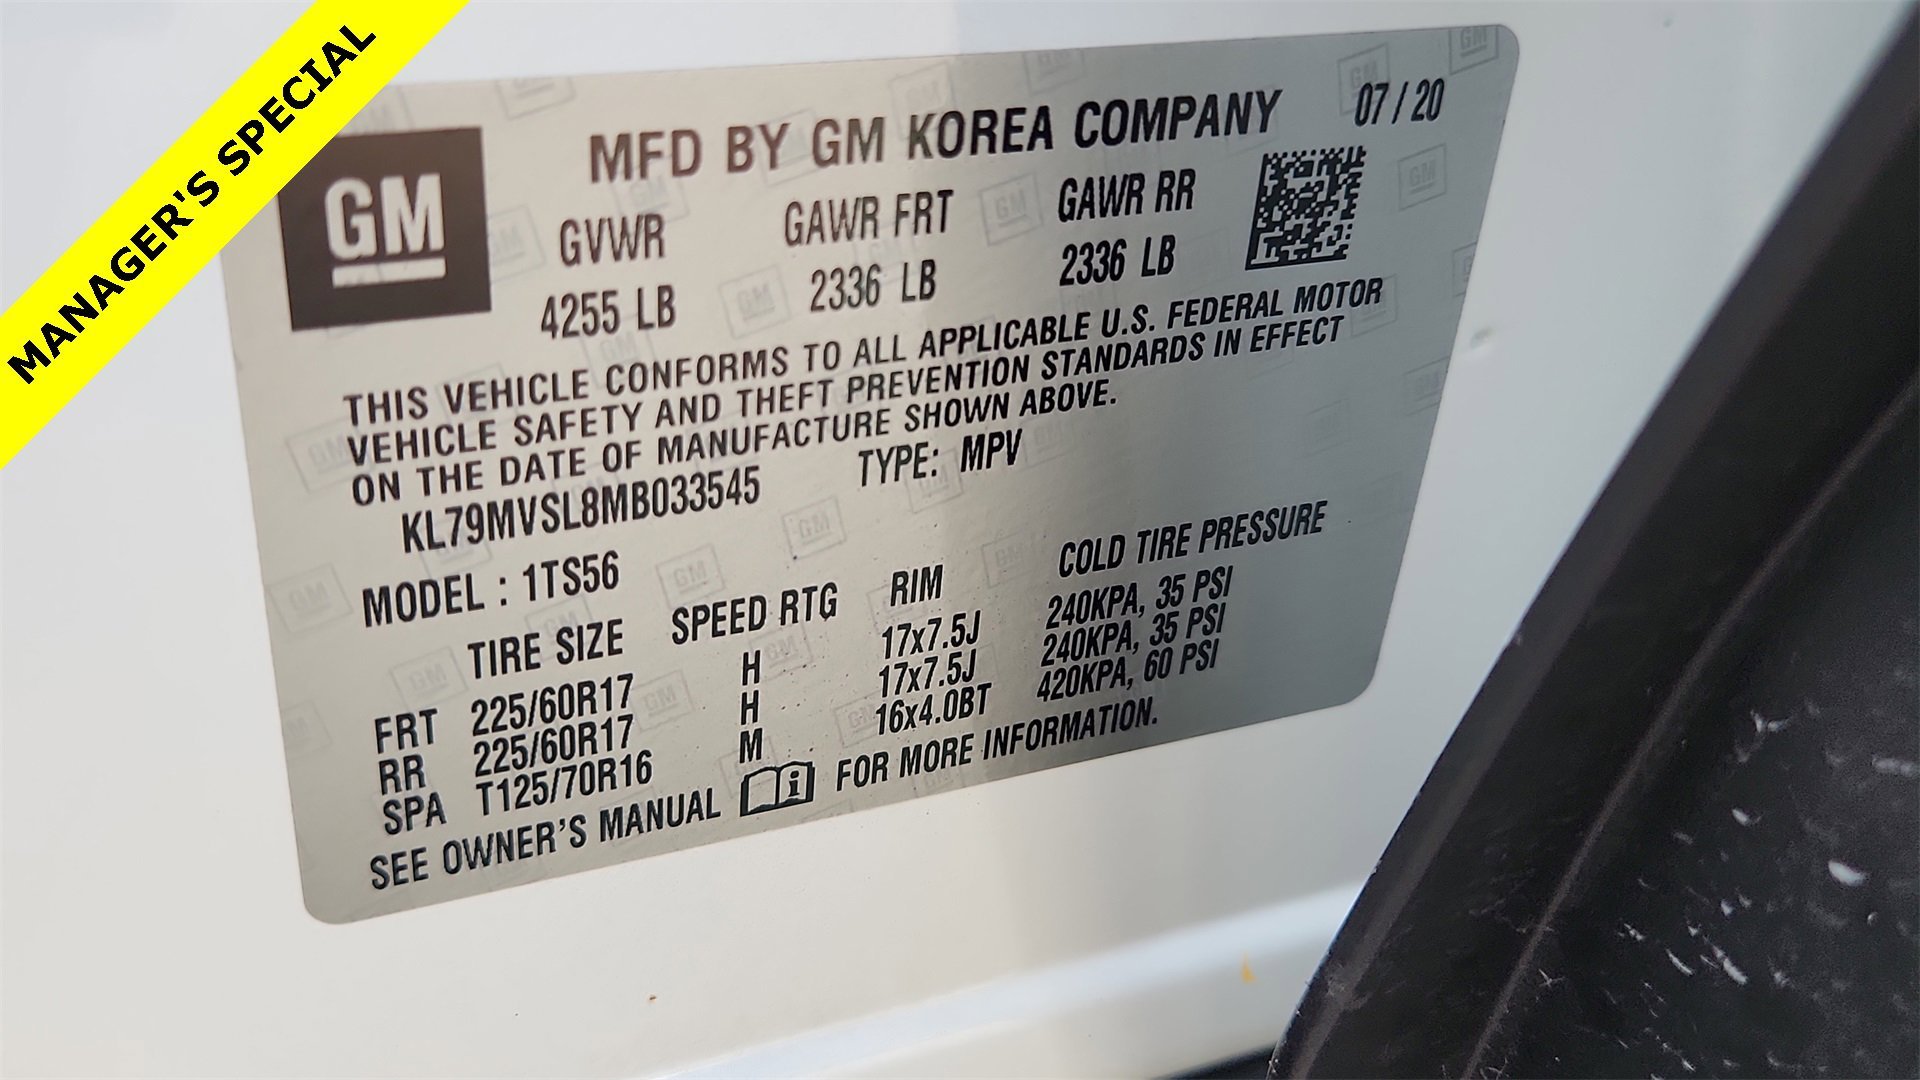 MANAGER'S SPECIAL
GM
MFD BY GM KOREA COMPANY 07/20
GVWR GAWR FRT GAWR RR
4255 LB 2336 LB 2336 LB
THIS VEHICLE CONFORMS TO ALL APPLICABLE U.S. FEDERAL MOTOR
VEHICLE SAFETY AND THEFT PREVENTION STANDARDS IN EFFECT
ON THE DATE OF MANUFACTURE SHOWN ABOVE.
KL79MVSL8MB033545 TYPE: MPV
MODEL : 1TS56
TIRE SIZE SPEED RTG RIM COLD TIRE PRESSURE
FRT 225/60R17 H 17x7.5J 240KPA, 35 PSI
RR 225/60R17 H 17x7.5J 240KPA, 35 PSI
SPA T125/70R16 M 16x4.0BT 420KPA, 60 PSI
SEE OWNER'S MANUAL i FOR MORE INFORMATION.